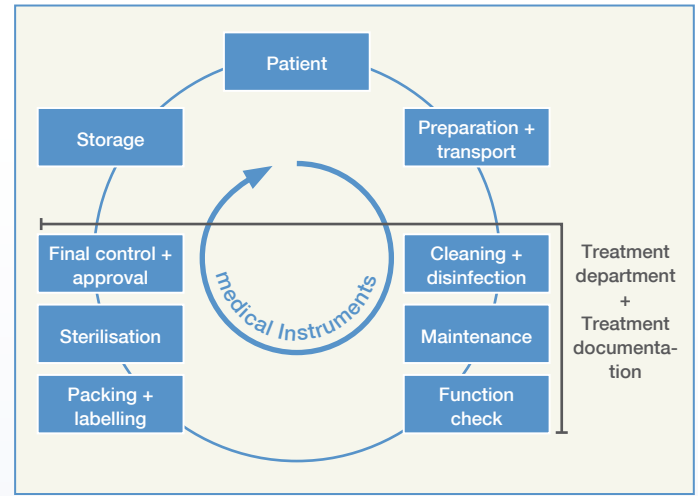 Patient
Storage
Preparation +
transport
Final control +
approval
Cleaning +
disinfection
Treatment
department
+
Treatment
documenta-
tion
medical Instruments
Sterilisation
Maintenance
Packing +
labelling
Function
check